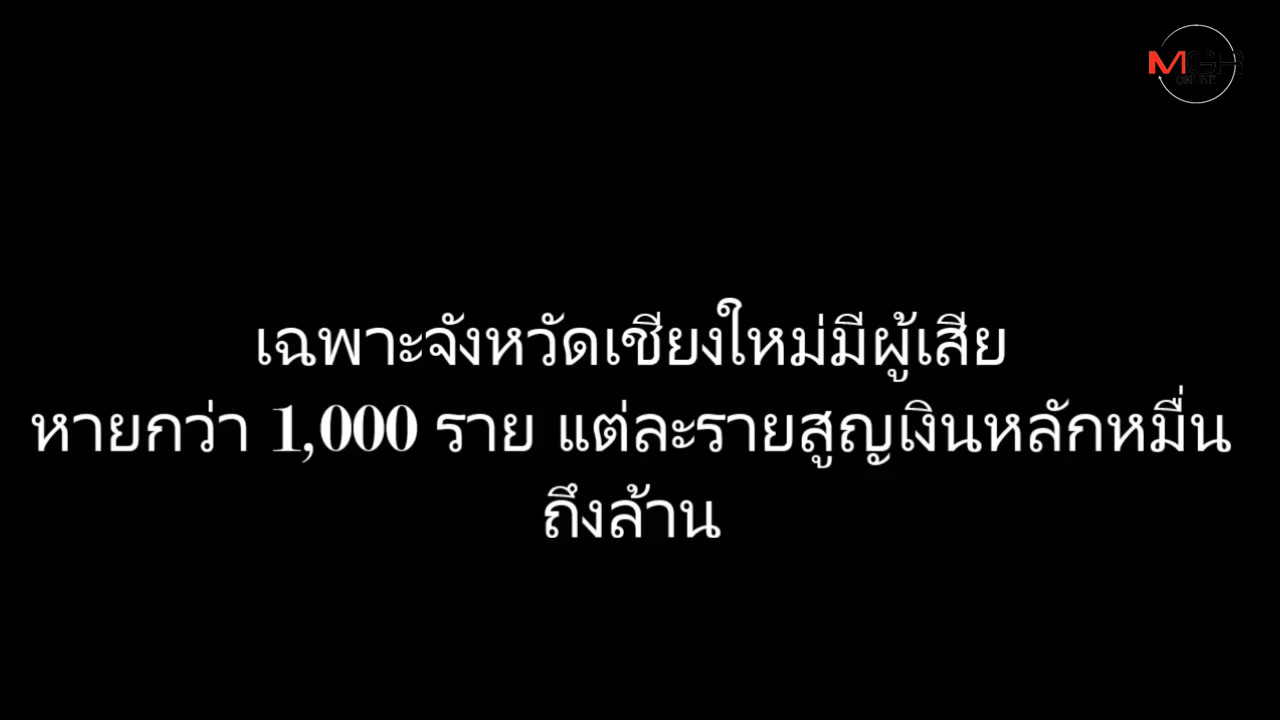 MGR
ONLINE
เฉพาะจังหวัดเชียงใหม่มีผู้เสีย
หายกว่า 1,000 ราย แต่ละรายสูญเงินหลักหมื่น
ถึงล้าน